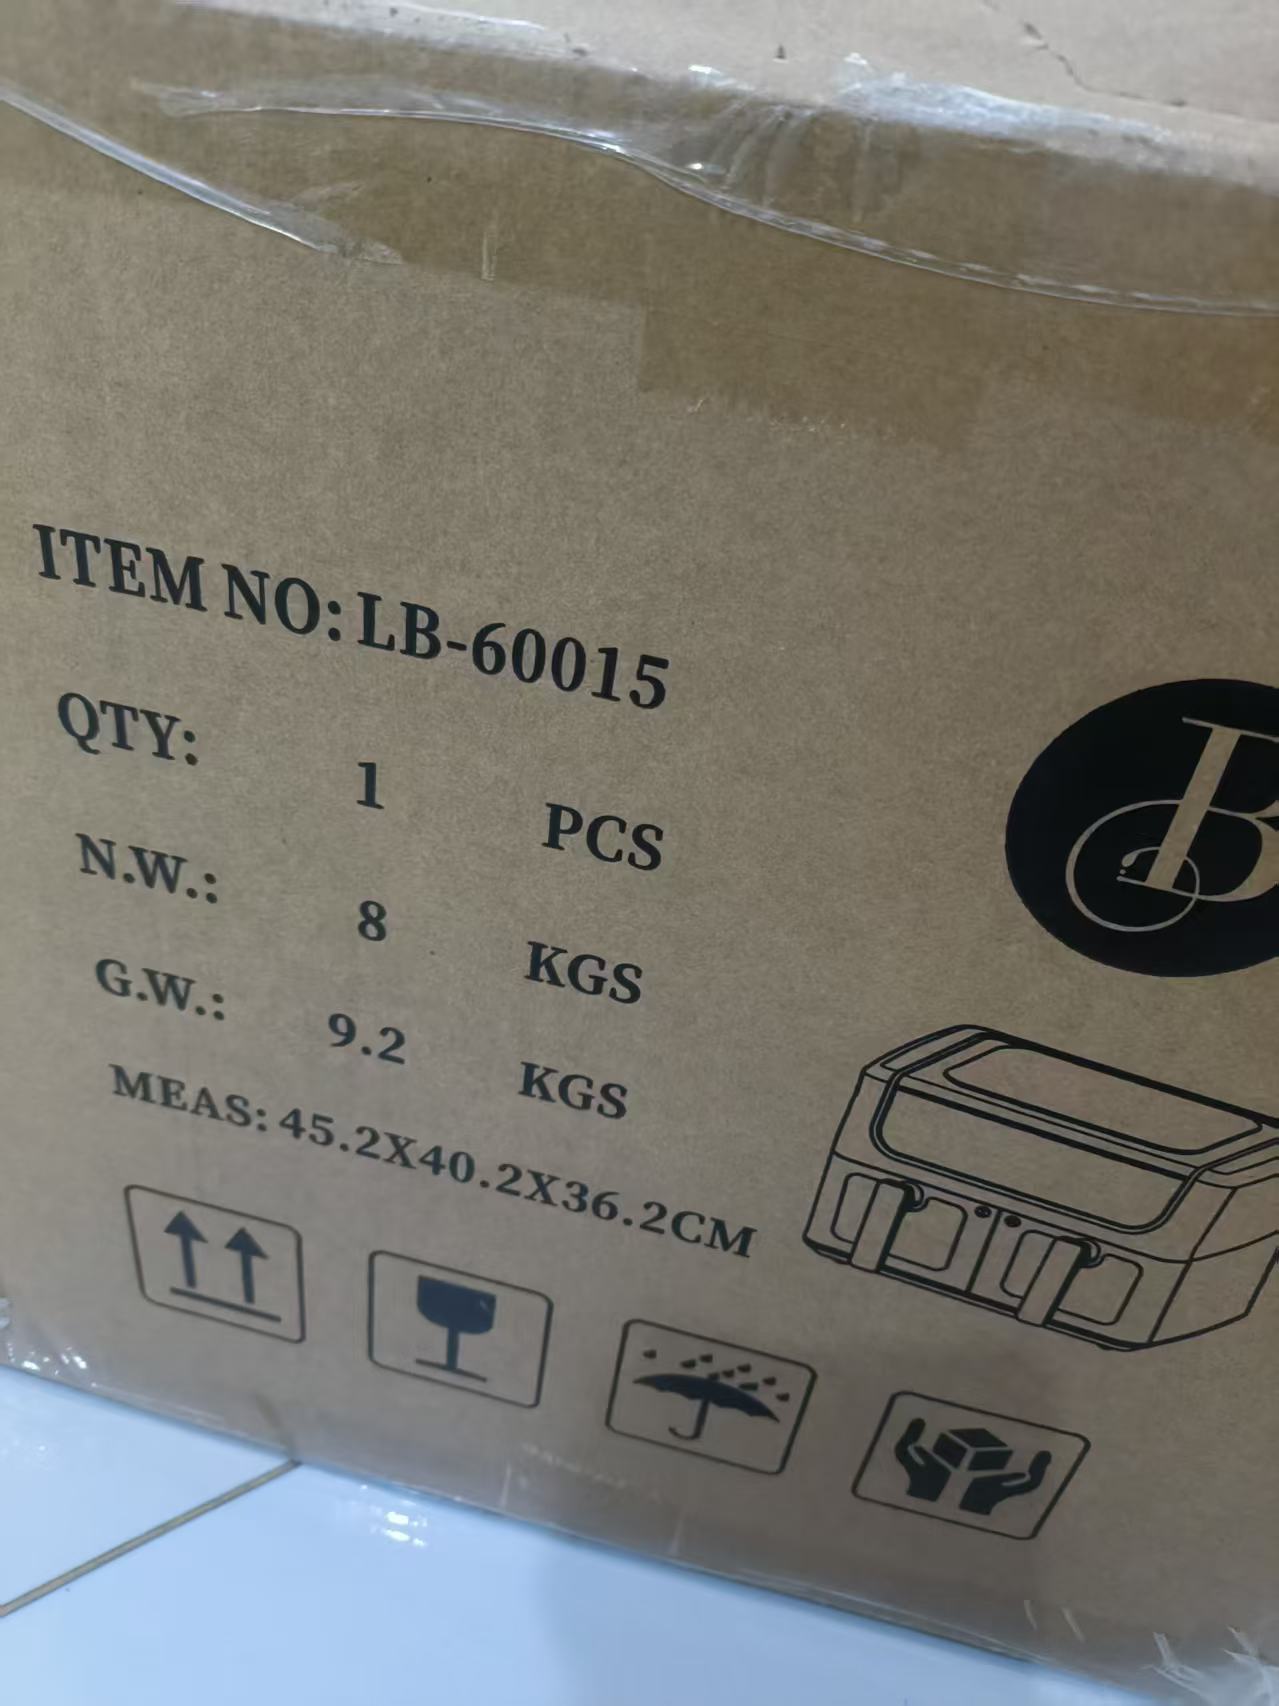 ITEM NO: LB-60015
QTY: 1 PCS
N.W.: 8 KGS
G.W.: 9.2 KGS
MEAS: 45.2X40.2X36.2CM
B